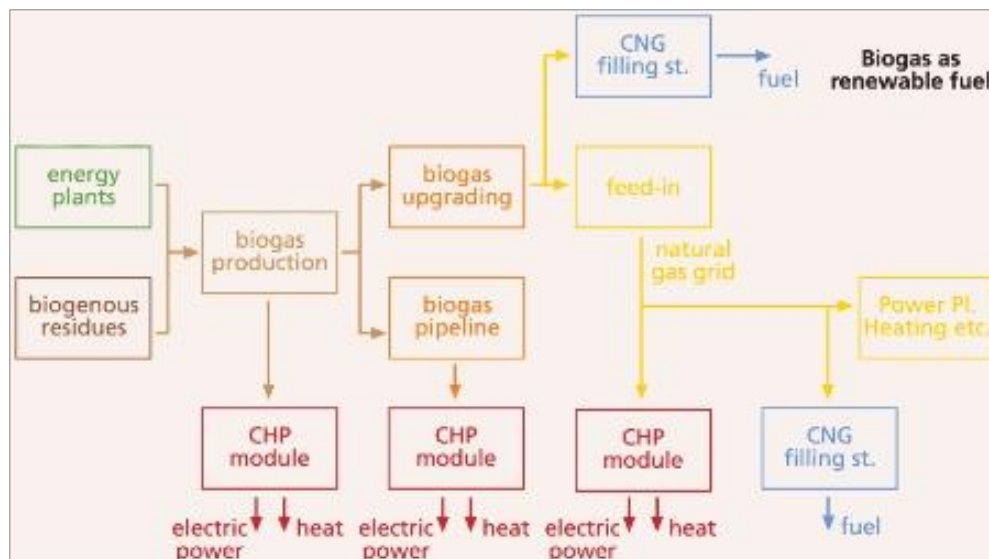 CNG
filling st.
fuel
Biogas as
renewable fuel
energy
plants
biogas
upgrading
feed-in
biogas
production
natural
gas grid
biogenous
residues
biogas
pipeline
Power Pl.
Heating etc.
CHP
module
CHP
module
CHP
module
CNG
filling st.
electric
power
heat
electric
power
heat
electric
power
heat
fuel